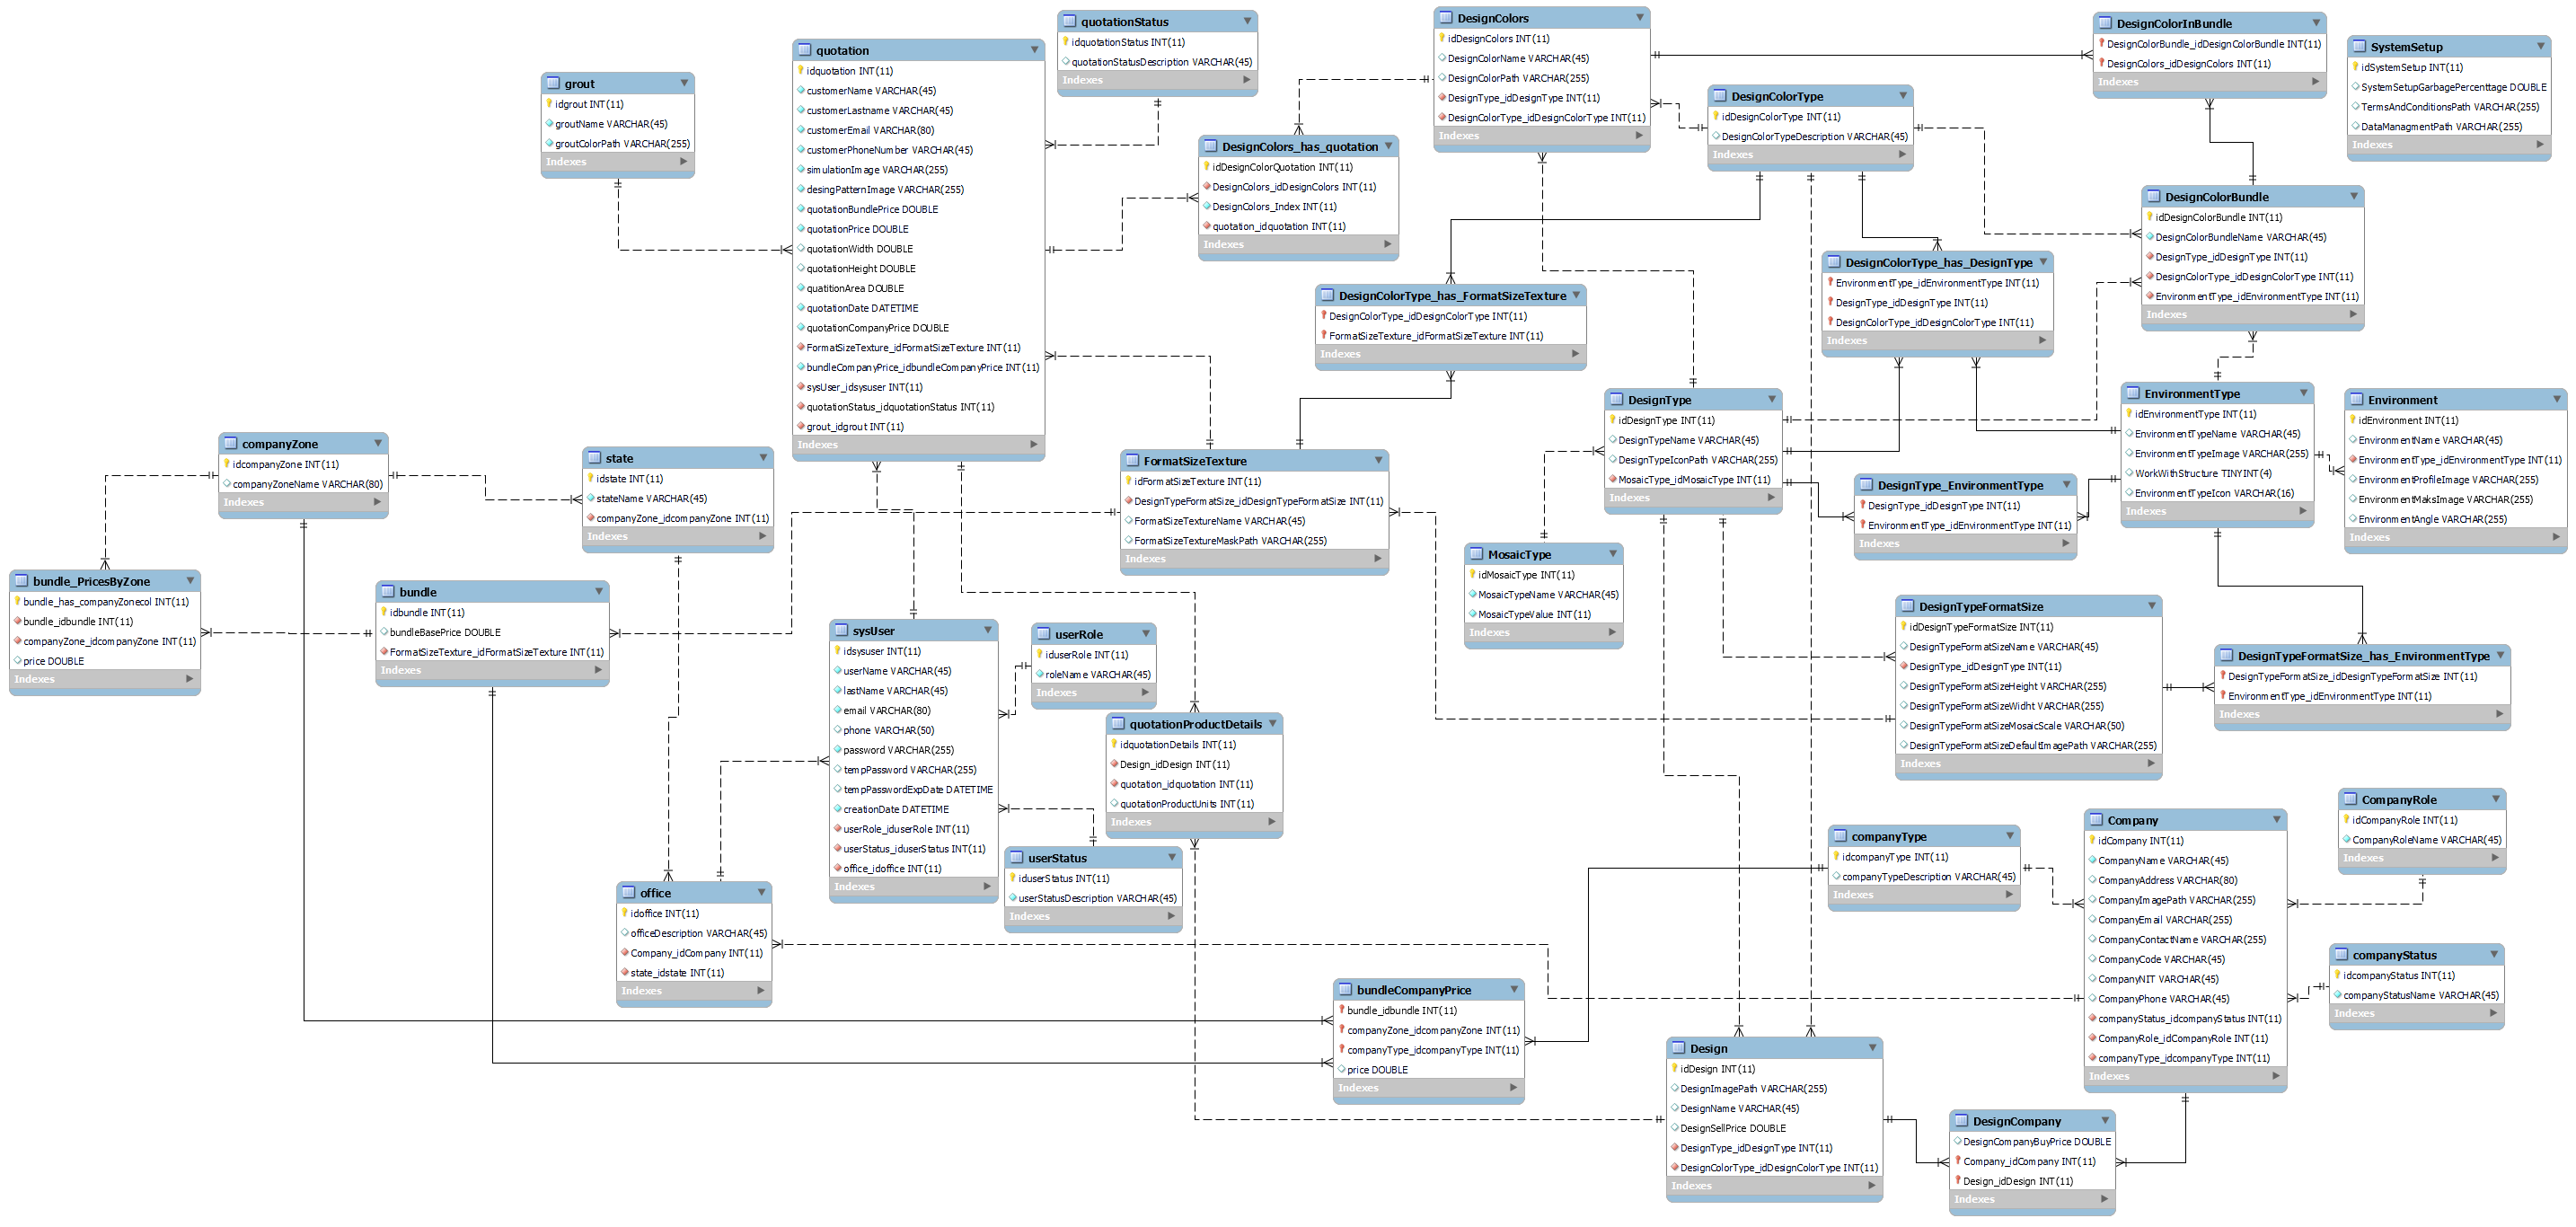 quotationStatus
idquotationStatus INT(11)
quotationStatusDescription VARCHAR(45)
Indexes
quotation
idquotation INT(11)
customerName VARCHAR(45)
customerLastname VARCHAR(45)
customerEmail VARCHAR(80)
customerPhoneNumber VARCHAR(45)
simulationImage VARCHAR(255)
desingPatternImage VARCHAR(255)
quotationBundlePrice DOUBLE
quotationPrice DOUBLE
quotationWidth DOUBLE
quotationHeight DOUBLE
quatitionArea DOUBLE
quotationDate DATETIME
quotationCompanyPrice DOUBLE
FormatSizeTexture_idFormatSizeTexture INT(11)
bundleCompanyPrice_idbundleCompanyPrice INT(11)
sysUser_idsysuser INT(11)
quotationStatus_idquotationStatus INT(11)
grout_idgrout INT(11)
Indexes
grout
idgrout INT(11)
groutName VARCHAR(45)
groutColorPath VARCHAR(255)
Indexes
DesignColors
idDesignColors INT(11)
DesignColorName VARCHAR(45)
DesignColorPath VARCHAR(255)
DesignType_idDesignType INT(11)
DesignColorType_idDesignColorType INT(11)
Indexes
DesignColorInBundle
DesignColorBundle_idDesignColorBundle INT(11)
DesignColors_idDesignColors INT(11)
Indexes
SystemSetup
idSystemSetup INT(11)
SystemSetupGarbagePercenttage DOUBLE
TermsAndConditionsPath VARCHAR(255)
DataManagmentPath VARCHAR(255)
Indexes
DesignColorType
idDesignColorType INT(11)
DesignColorTypeDescription VARCHAR(45)
Indexes
DesignColors_has_quotation
idDesignColorQuotation INT(11)
DesignColors_idDesignColors INT(11)
DesignColors_Index INT(11)
quotation_idquotation INT(11)
Indexes
DesignColorBundle
idDesignColorBundle INT(11)
DesignColorBundleName VARCHAR(45)
DesignType_idDesignType INT(11)
DesignColorType_idDesignColorType INT(11)
EnvironmentType_idEnvironmentType INT(11)
Indexes
DesignColorType_has_DesignType
EnvironmentType_idEnvironmentType INT(11)
DesignType_idDesignType INT(11)
DesignColorType_idDesignColorType INT(11)
Indexes
DesignColorType_has_FormatSizeTexture
DesignColorType_idDesignColorType INT(11)
FormatSizeTexture_idFormatSizeTexture INT(11)
Indexes
DesignType
idDesignType INT(11)
DesignTypeName VARCHAR(45)
DesignTypeIconPath VARCHAR(255)
MosaicType_idMosaicType INT(11)
Indexes
EnvironmentType
idEnvironmentType INT(11)
EnvironmentTypeName VARCHAR(45)
EnvironmentTypeImage VARCHAR(255)
WorkWithStructure TINYINT(4)
EnvironmentTypeIcon VARCHAR(16)
Indexes
Environment
idEnvironment INT(11)
EnvironmentName VARCHAR(45)
EnvironmentType_idEnvironmentType INT(11)
EnvironmentProfileImage VARCHAR(255)
EnvironmentMaksImage VARCHAR(255)
EnvironmentAngle VARCHAR(255)
Indexes
companyZone
idcompanyZone INT(11)
companyZoneName VARCHAR(80)
Indexes
state
idstate INT(11)
stateName VARCHAR(45)
companyZone_idcompanyZone INT(11)
Indexes
FormatSizeTexture
idFormatSizeTexture INT(11)
DesignTypeFormatSize_idDesignTypeFormatSize INT(11)
FormatSizeTextureName VARCHAR(45)
FormatSizeTextureMaskPath VARCHAR(255)
Indexes
DesignType_EnvironmentType
DesignType_idDesignType INT(11)
EnvironmentType_idEnvironmentType INT(11)
Indexes
MosaicType
idMosaicType INT(11)
MosaicTypeName VARCHAR(45)
MosaicTypeValue INT(11)
Indexes
bundle_PricesByZone
bundle_has_companyZonecol INT(11)
bundle_idbundle INT(11)
companyZone_idcompanyZone INT(11)
price DOUBLE
Indexes
bundle
idbundle INT(11)
bundleBasePrice DOUBLE
FormatSizeTexture_idFormatSizeTexture INT(11)
Indexes
sysUser
idsysuser INT(11)
userName VARCHAR(45)
lastName VARCHAR(45)
email VARCHAR(80)
phone VARCHAR(50)
password VARCHAR(255)
tempPassword VARCHAR(255)
tempPasswordExpDate DATETIME
creationDate DATETIME
userRole_iduserRole INT(11)
userStatus_iduserStatus INT(11)
office_idoffice INT(11)
Indexes
userRole
iduserRole INT(11)
roleName VARCHAR(45)
Indexes
DesignTypeFormatSize
idDesignTypeFormatSize INT(11)
DesignTypeFormatSizeName VARCHAR(45)
DesignType_idDesignType INT(11)
DesignTypeFormatSizeHeight VARCHAR(255)
DesignTypeFormatSizeWidht VARCHAR(255)
DesignTypeFormatSizeMosaicScale VARCHAR(50)
DesignTypeFormatSizeDefaultImagePath VARCHAR(255)
Indexes
DesignTypeFormatSize_has_EnvironmentType
DesignTypeFormatSize_idDesignTypeFormatSize INT(11)
EnvironmentType_idEnvironmentType INT(11)
Indexes
quotationProductDetails
idquotationDetails INT(11)
Design_idDesign INT(11)
quotation_idquotation INT(11)
quotationProductUnits INT(11)
Indexes
userStatus
iduserStatus INT(11)
userStatusDescription VARCHAR(45)
Indexes
office
idoffice INT(11)
officeDescription VARCHAR(45)
Company_idCompany INT(11)
state_idstate INT(11)
Indexes
companyType
idcompanyType INT(11)
companyTypeDescription VARCHAR(45)
Indexes
Company
idCompany INT(11)
CompanyName VARCHAR(45)
CompanyAddress VARCHAR(80)
CompanyImagePath VARCHAR(255)
CompanyEmail VARCHAR(255)
CompanyContactName VARCHAR(255)
CompanyCode VARCHAR(45)
CompanyNIT VARCHAR(45)
CompanyPhone VARCHAR(45)
companyStatus_idcompanyStatus INT(11)
CompanyRole_idCompanyRole INT(11)
companyType_idcompanyType INT(11)
Indexes
CompanyRole
idCompanyRole INT(11)
CompanyRoleName VARCHAR(45)
Indexes
companyStatus
idcompanyStatus INT(11)
companyStatusName VARCHAR(45)
Indexes
bundleCompanyPrice
bundle_idbundle INT(11)
companyZone_idcompanyZone INT(11)
companyType_idcompanyType INT(11)
price DOUBLE
Indexes
Design
idDesign INT(11)
DesignImagePath VARCHAR(255)
DesignName VARCHAR(45)
DesignSellPrice DOUBLE
DesignType_idDesignType INT(11)
DesignColorType_idDesignColorType INT(11)
Indexes
DesignCompany
DesignCompanyBuyPrice DOUBLE
Company_idCompany INT(11)
Design_idDesign INT(11)
Indexes